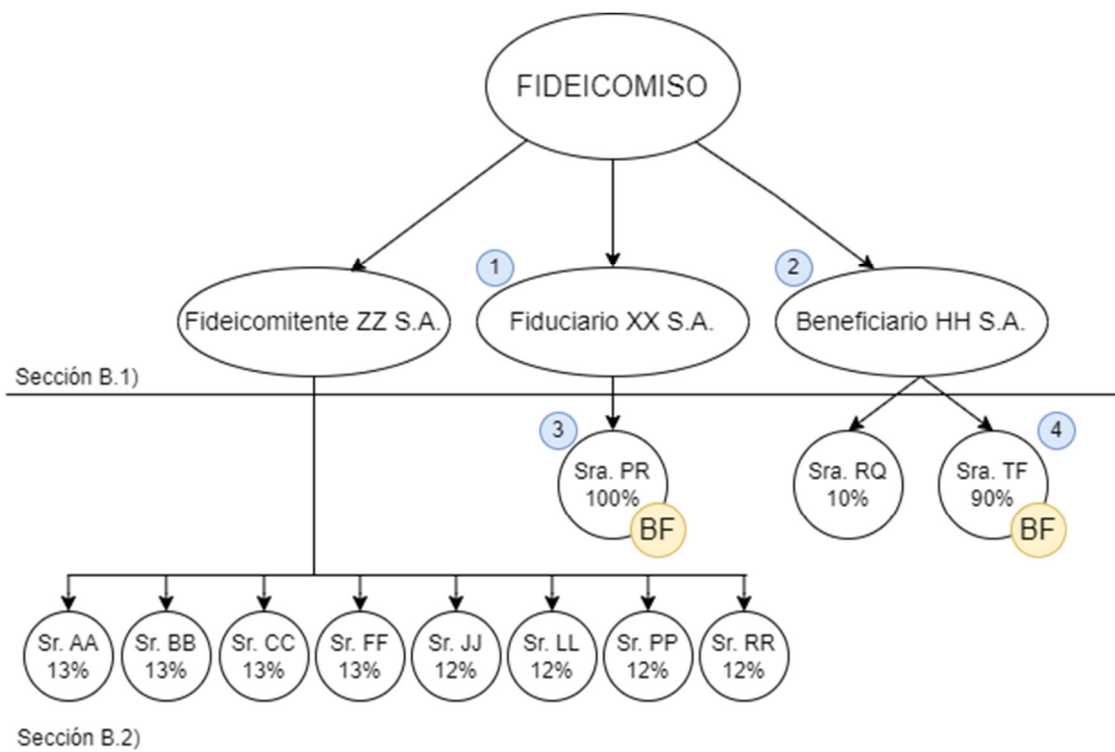 FIDEICOMISO
1
2
Fideicomitente ZZ S.A.
Fiduciario XX S.A.
Beneficiario HH S.A.
Sección B.1)
3
4
Sra. PR
100%
BF
Sra. RQ
10%
Sra. TF
90%
BF
Sr. AA
13%
Sr. BB
13%
Sr. CC
13%
Sr. FF
13%
Sr. JJ
12%
Sr. LL
12%
Sr. PP
12%
Sr. RR
12%
Sección B.2)